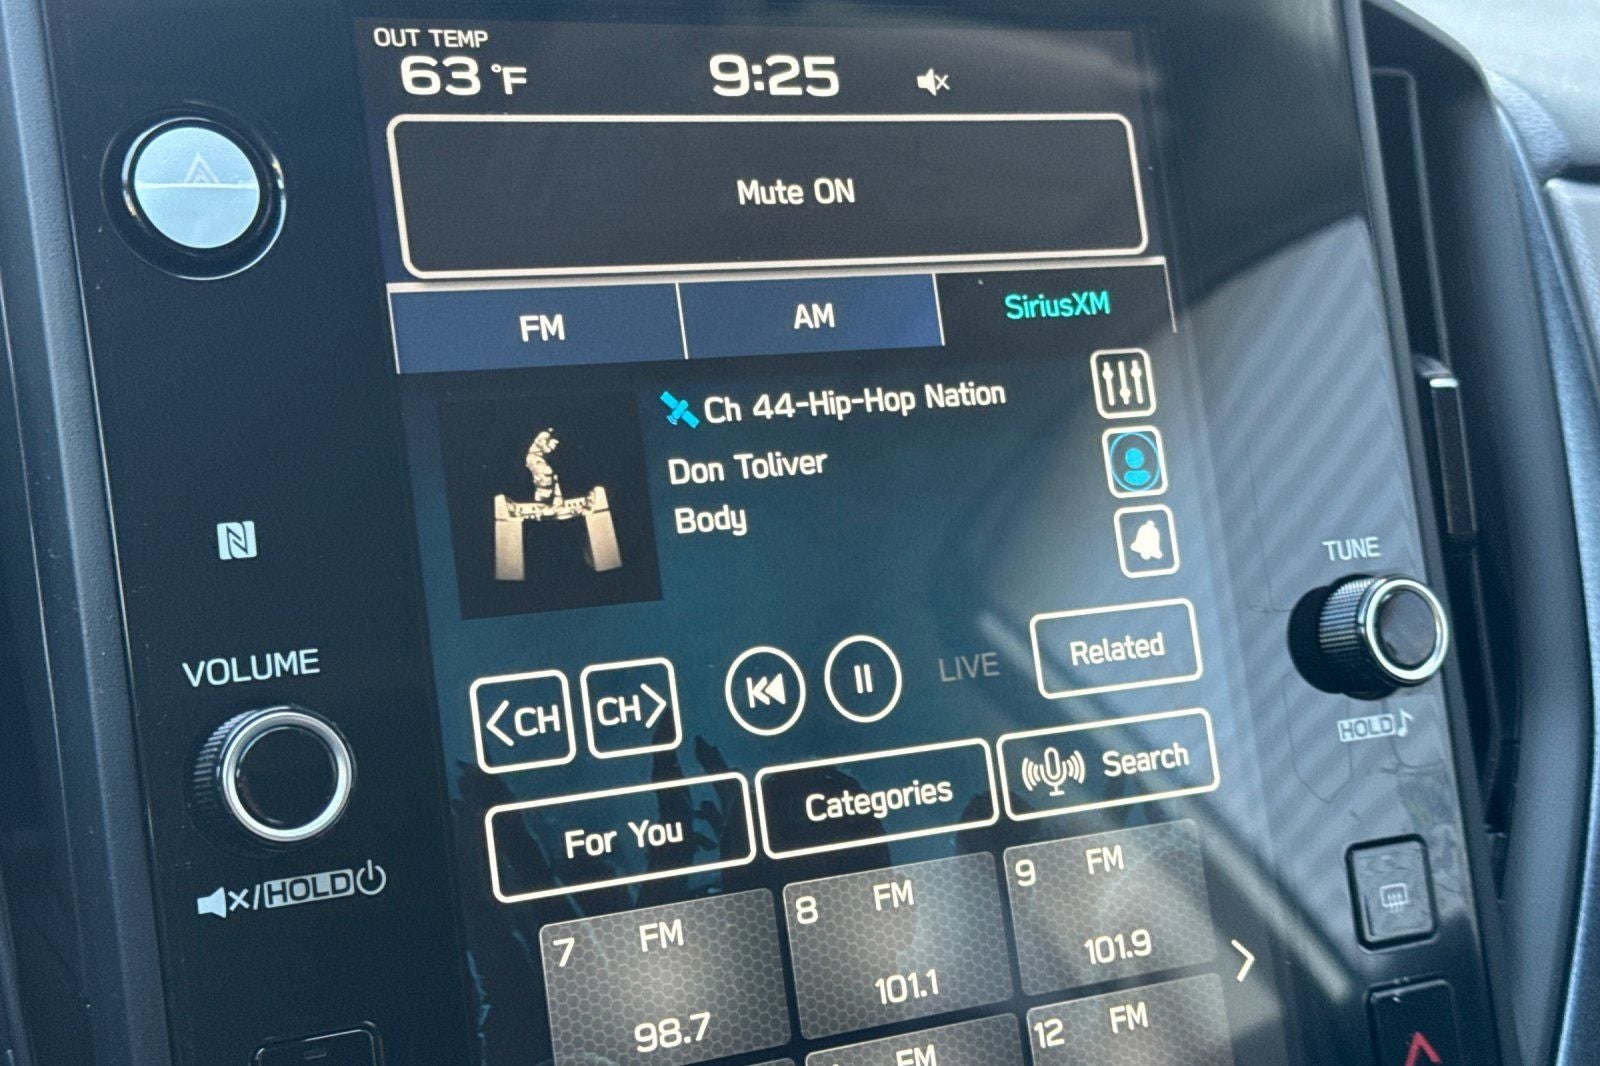 OUT TEMP
63 °F
9:25
Mute ON
FM
AM
SiriusXM
Ch 44-Hip-Hop Nation
Don Toliver
Body
TUNE
HOLD
VOLUME
<CH
CH>
LIVE
Related
For You
Categories
Search
/HOLD
7
FM
98.7
8
FM
101.1
9
FM
101.9
FM
12
FM